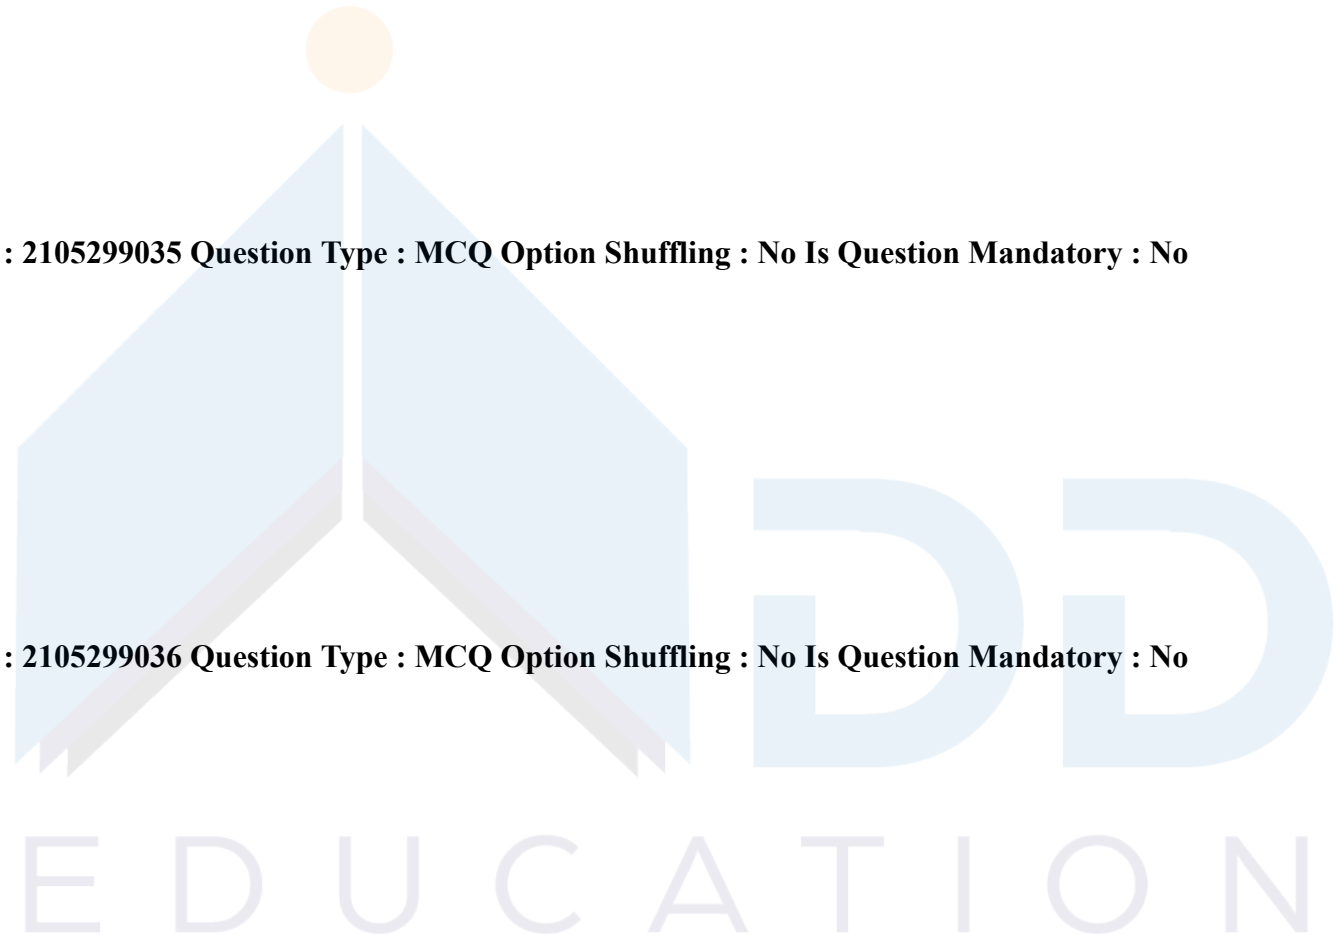 : 2105299035 Question Type : MCQ Option Shuffling : No Is Question Mandatory : No
: 2105299036 Question Type : MCQ Option Shuffling : No Is Question Mandatory : No
DD
EDUCATION